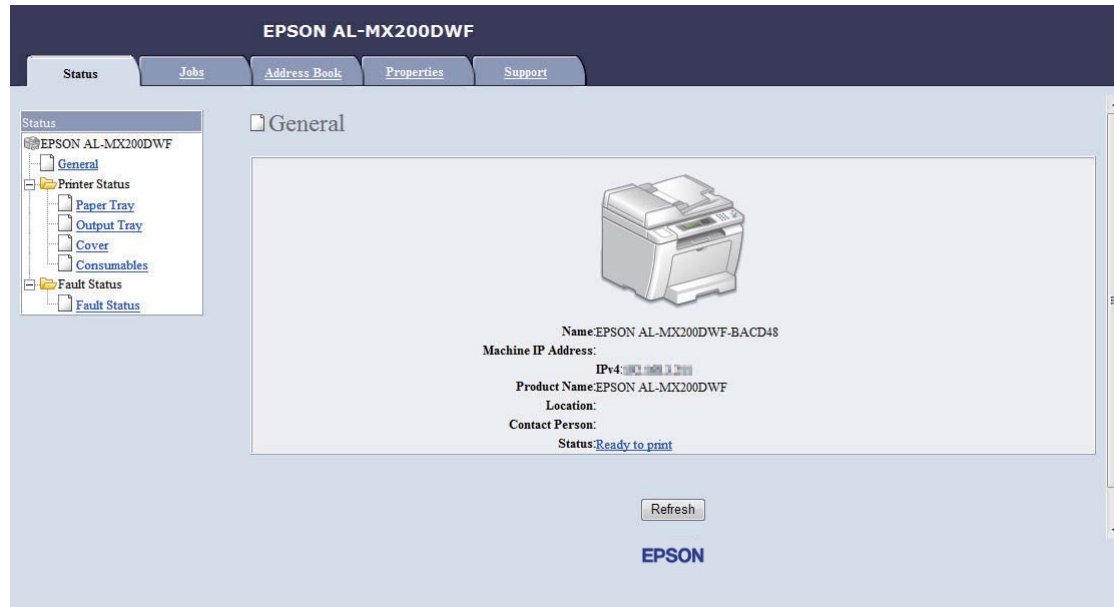 EPSON AL-MX200DWF
Status Jobs Address Book Properties Support
Status
EPSON AL-MX200DWF
General
Printer Status
Paper Tray
Output Tray
Cover
Consumables
Fault Status
Fault Status
General
Name:EPSON AL-MX200DWF-BACD48
Machine IP Address:
IPv4:
Product Name:EPSON AL-MX200DWF
Location:
Contact Person:
Status:Ready to print
Refresh
EPSON